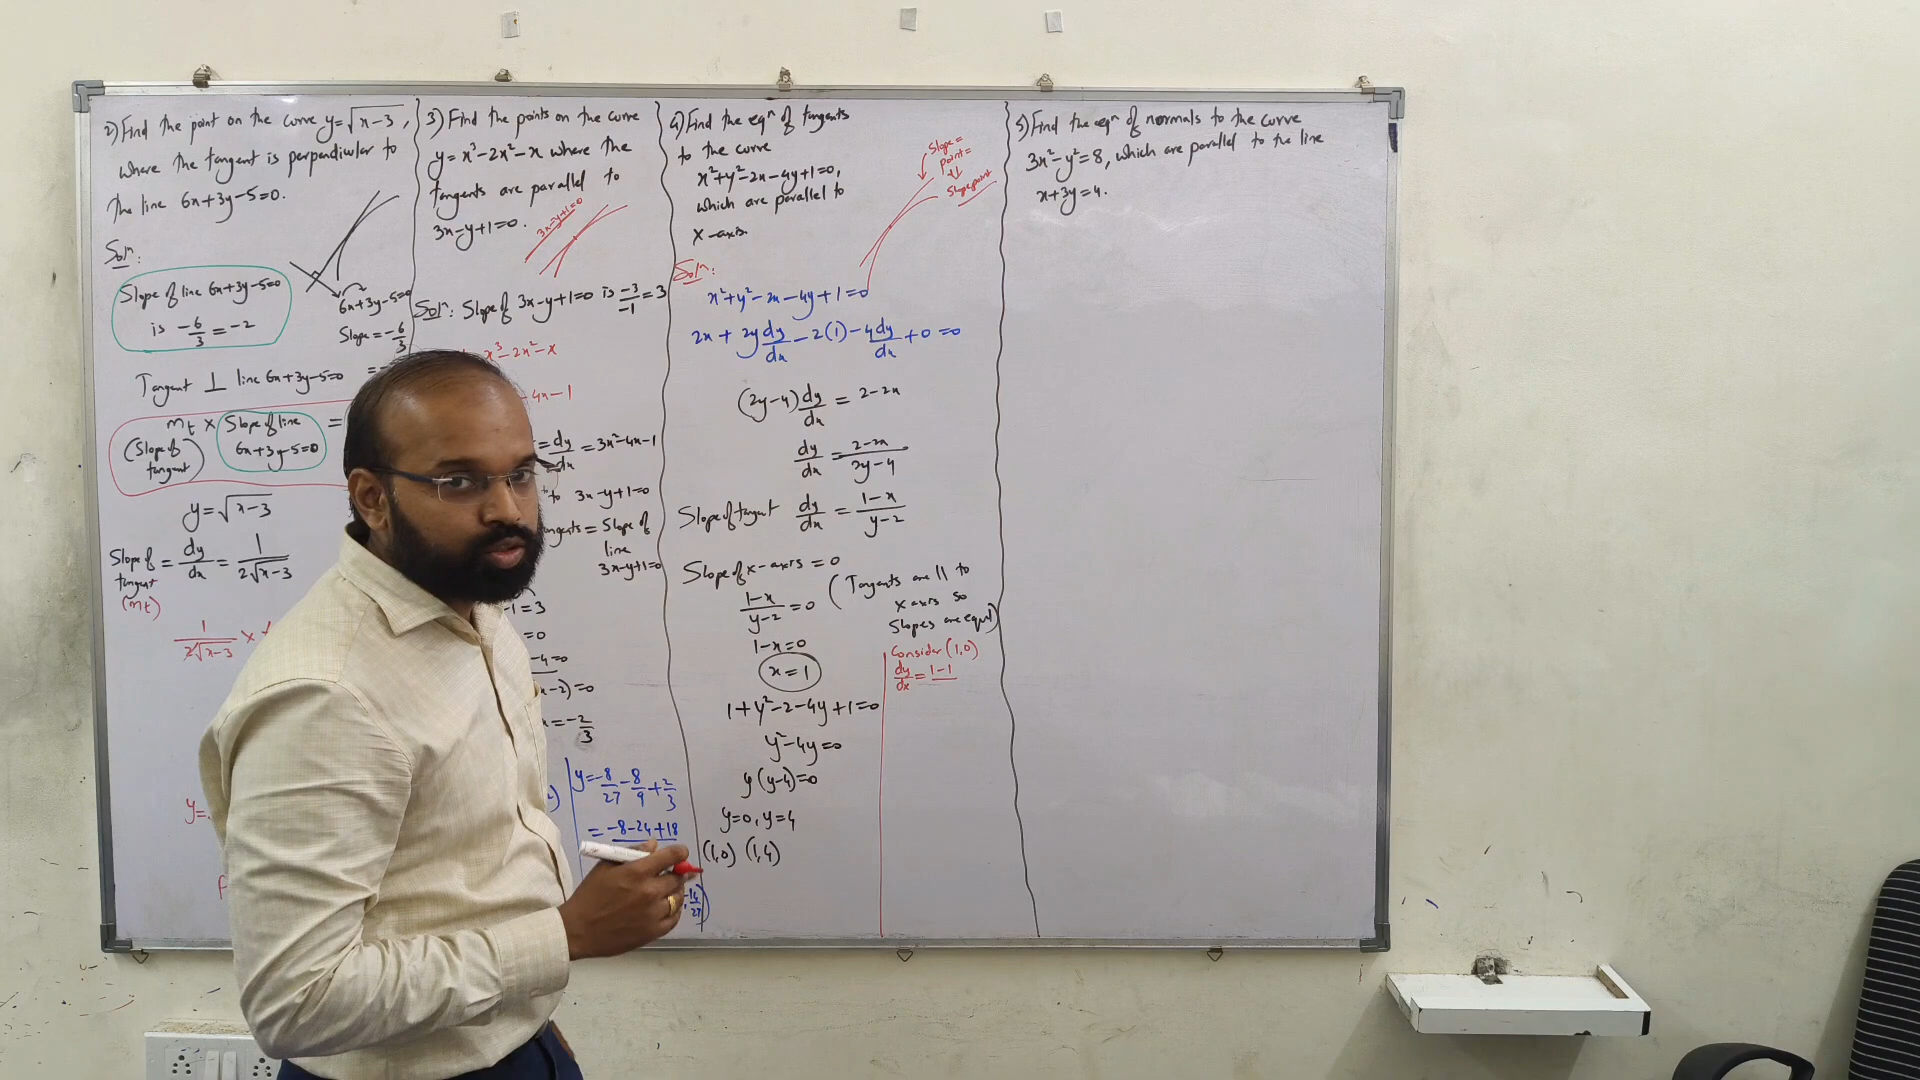 2) Find the point on the curve y=√x-3,
where the tangent is perpendicular to
the line 6x+3y-5=0.
Solⁿ:
Slope of line 6x+3y-5=0
is -6/3 = -2
6x+3y-5=0
Slope = -6/3
Tangent ⊥ line 6x+3y-5=0
m_t × Slope of line 6x+3y-5=0 =
(Slope of tangent)
y=√x-3
Slope of tangent = dy/dx = 1/2√x-3
(m_t)
1/2√x-3 ×
y=
3) Find the points on the curve
y=x³-2x²-x where the
tangents are parallel to
3x-y+1=0.
3x-y+1=0
Solⁿ: Slope of 3x-y+1=0 is -3/-1 = 3
x³-2x²-x
4x-1
= dy/dx = 3x²-4x-1
to 3x-y+1=0
= Slope of
line
3x-y+1=0
-1=3
=0
-4=0
x-2)=0
= -2/3
y = -8/27 - 8/9 + 2/3
= -8-24+18
-14/27)
4) Find the eqⁿ of tangents
to the curve
x²+y²-2x-4y+1=0,
which are parallel to
X-axis.
Slope=
point=
⇓
Slope point
Solⁿ:
x²+y²-2x-4y+1=0
2x + 2y dy/dx - 2(1) - 4 dy/dx + 0 = 0
(2y-4) dy/dx = 2-2x
dy/dx = 2-2x/2y-4
Slope of tangent dy/dx = 1-x/y-2
Slope of x-axis = 0
1-x/y-2 = 0 (Tangents are || to
x axis so
slopes are equal)
1-x=0
x=1
1+y²-2-4y+1=0
y²-4y=0
y(y-4)=0
y=0, y=4
(1,0) (1,4)
Consider (1,0)
dy/dx = 1-1
5) Find the eqⁿ of normals to the curve
3x²-y²=8, which are parallel to the line
x+3y=4.